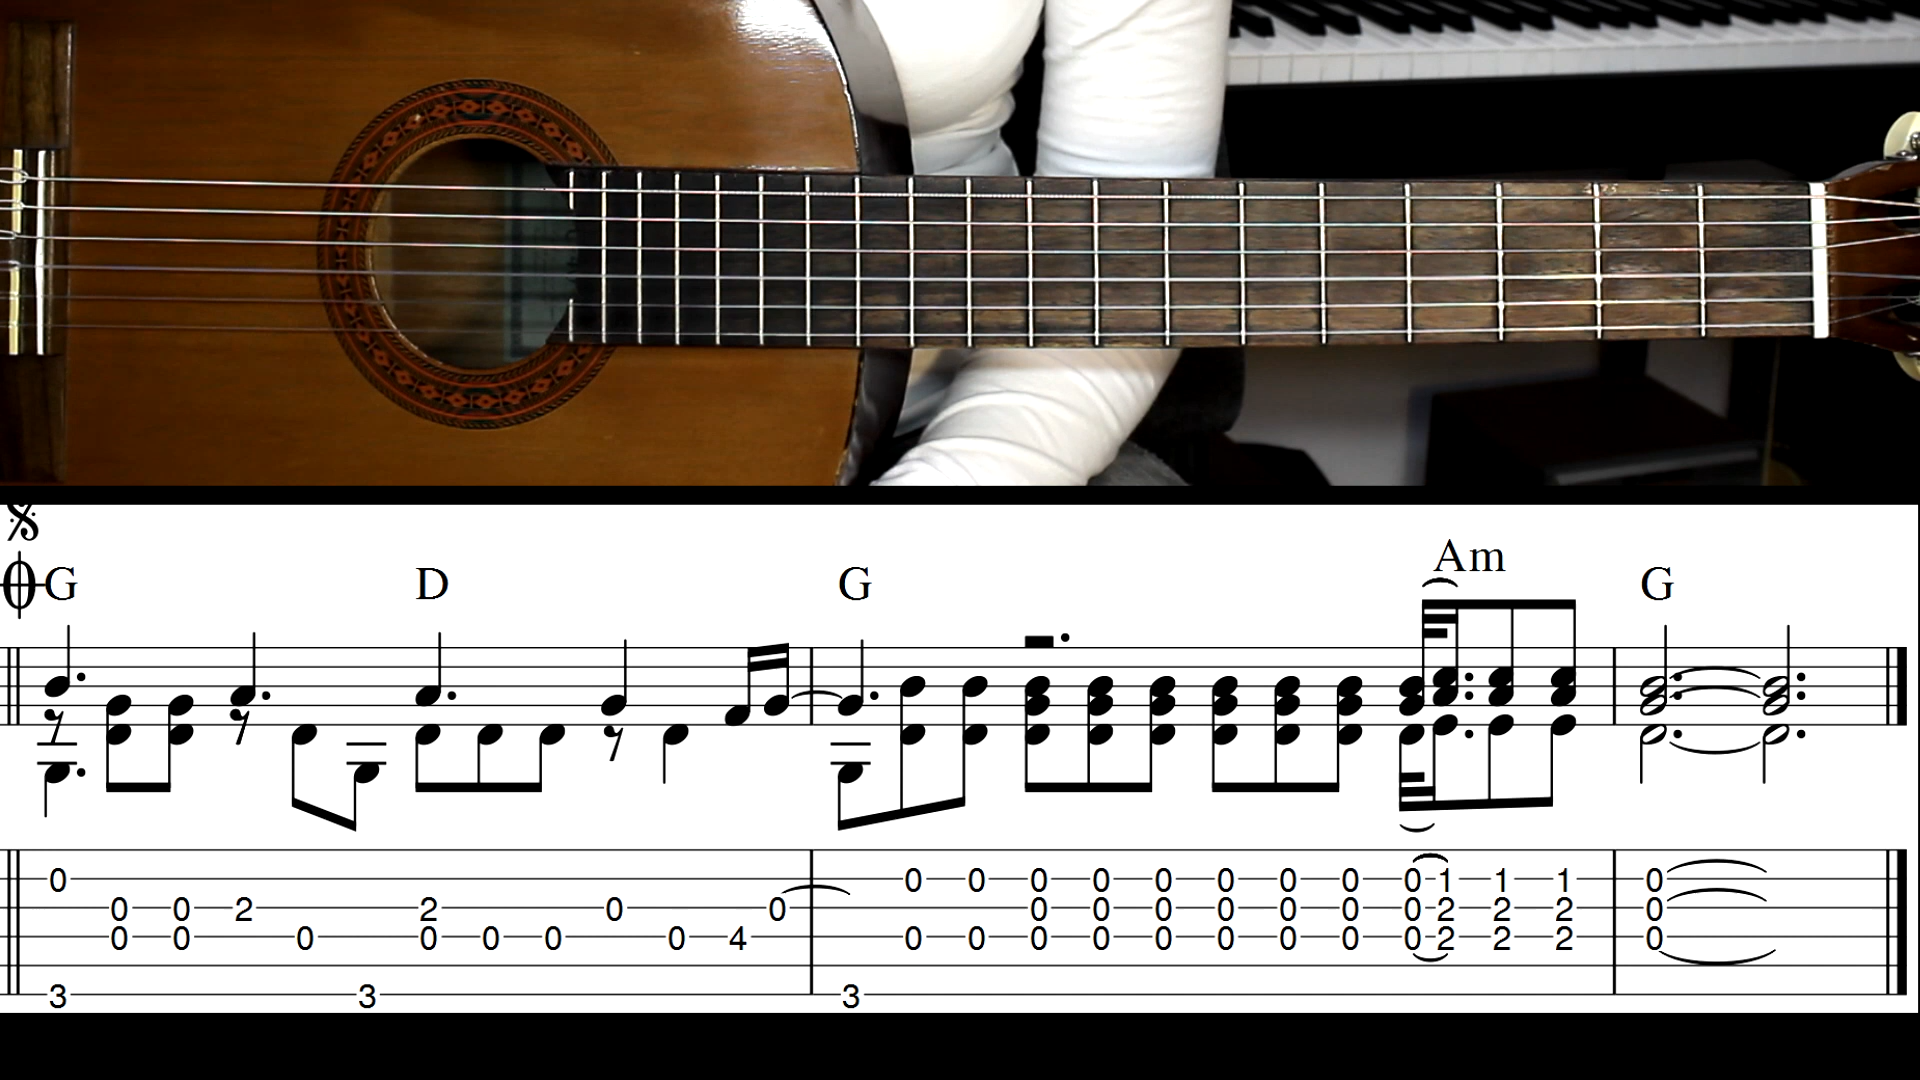 G D G Am G
0 0 0 0 0 0 0 0 0 0 1 1 1 0
0 0 2 2 0 0 0 0 0 0 0 0 0 2 2 2 0
0 0 0 0 0 0 0 4 0 0 0 0 0 0 0 0 0 2 2 2 0
3 3 3